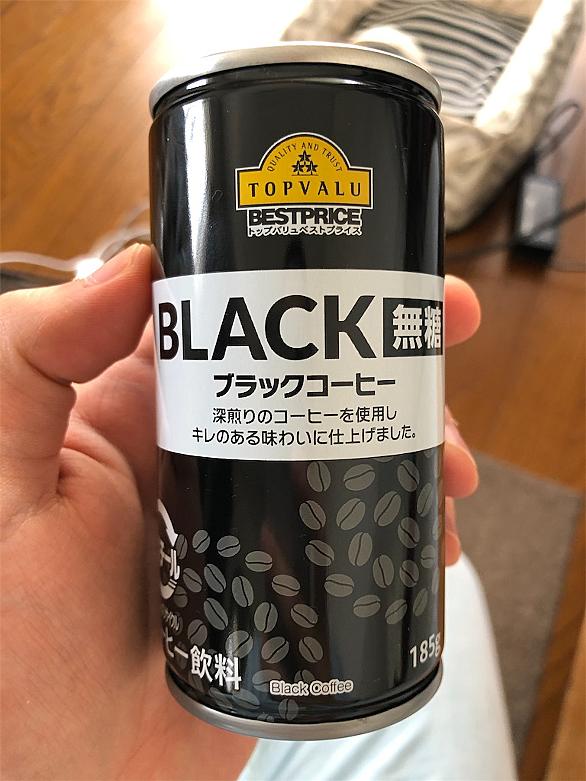 QUALITY AND TRUST
TOPVALU
BESTPRICE
トップバリュベストプライス
BLACK 無糖
ブラックコーヒー
深煎りのコーヒーを使用し
キレのある味わいに仕上げました。
ール
ヒー飲料
185g
Black Coffee